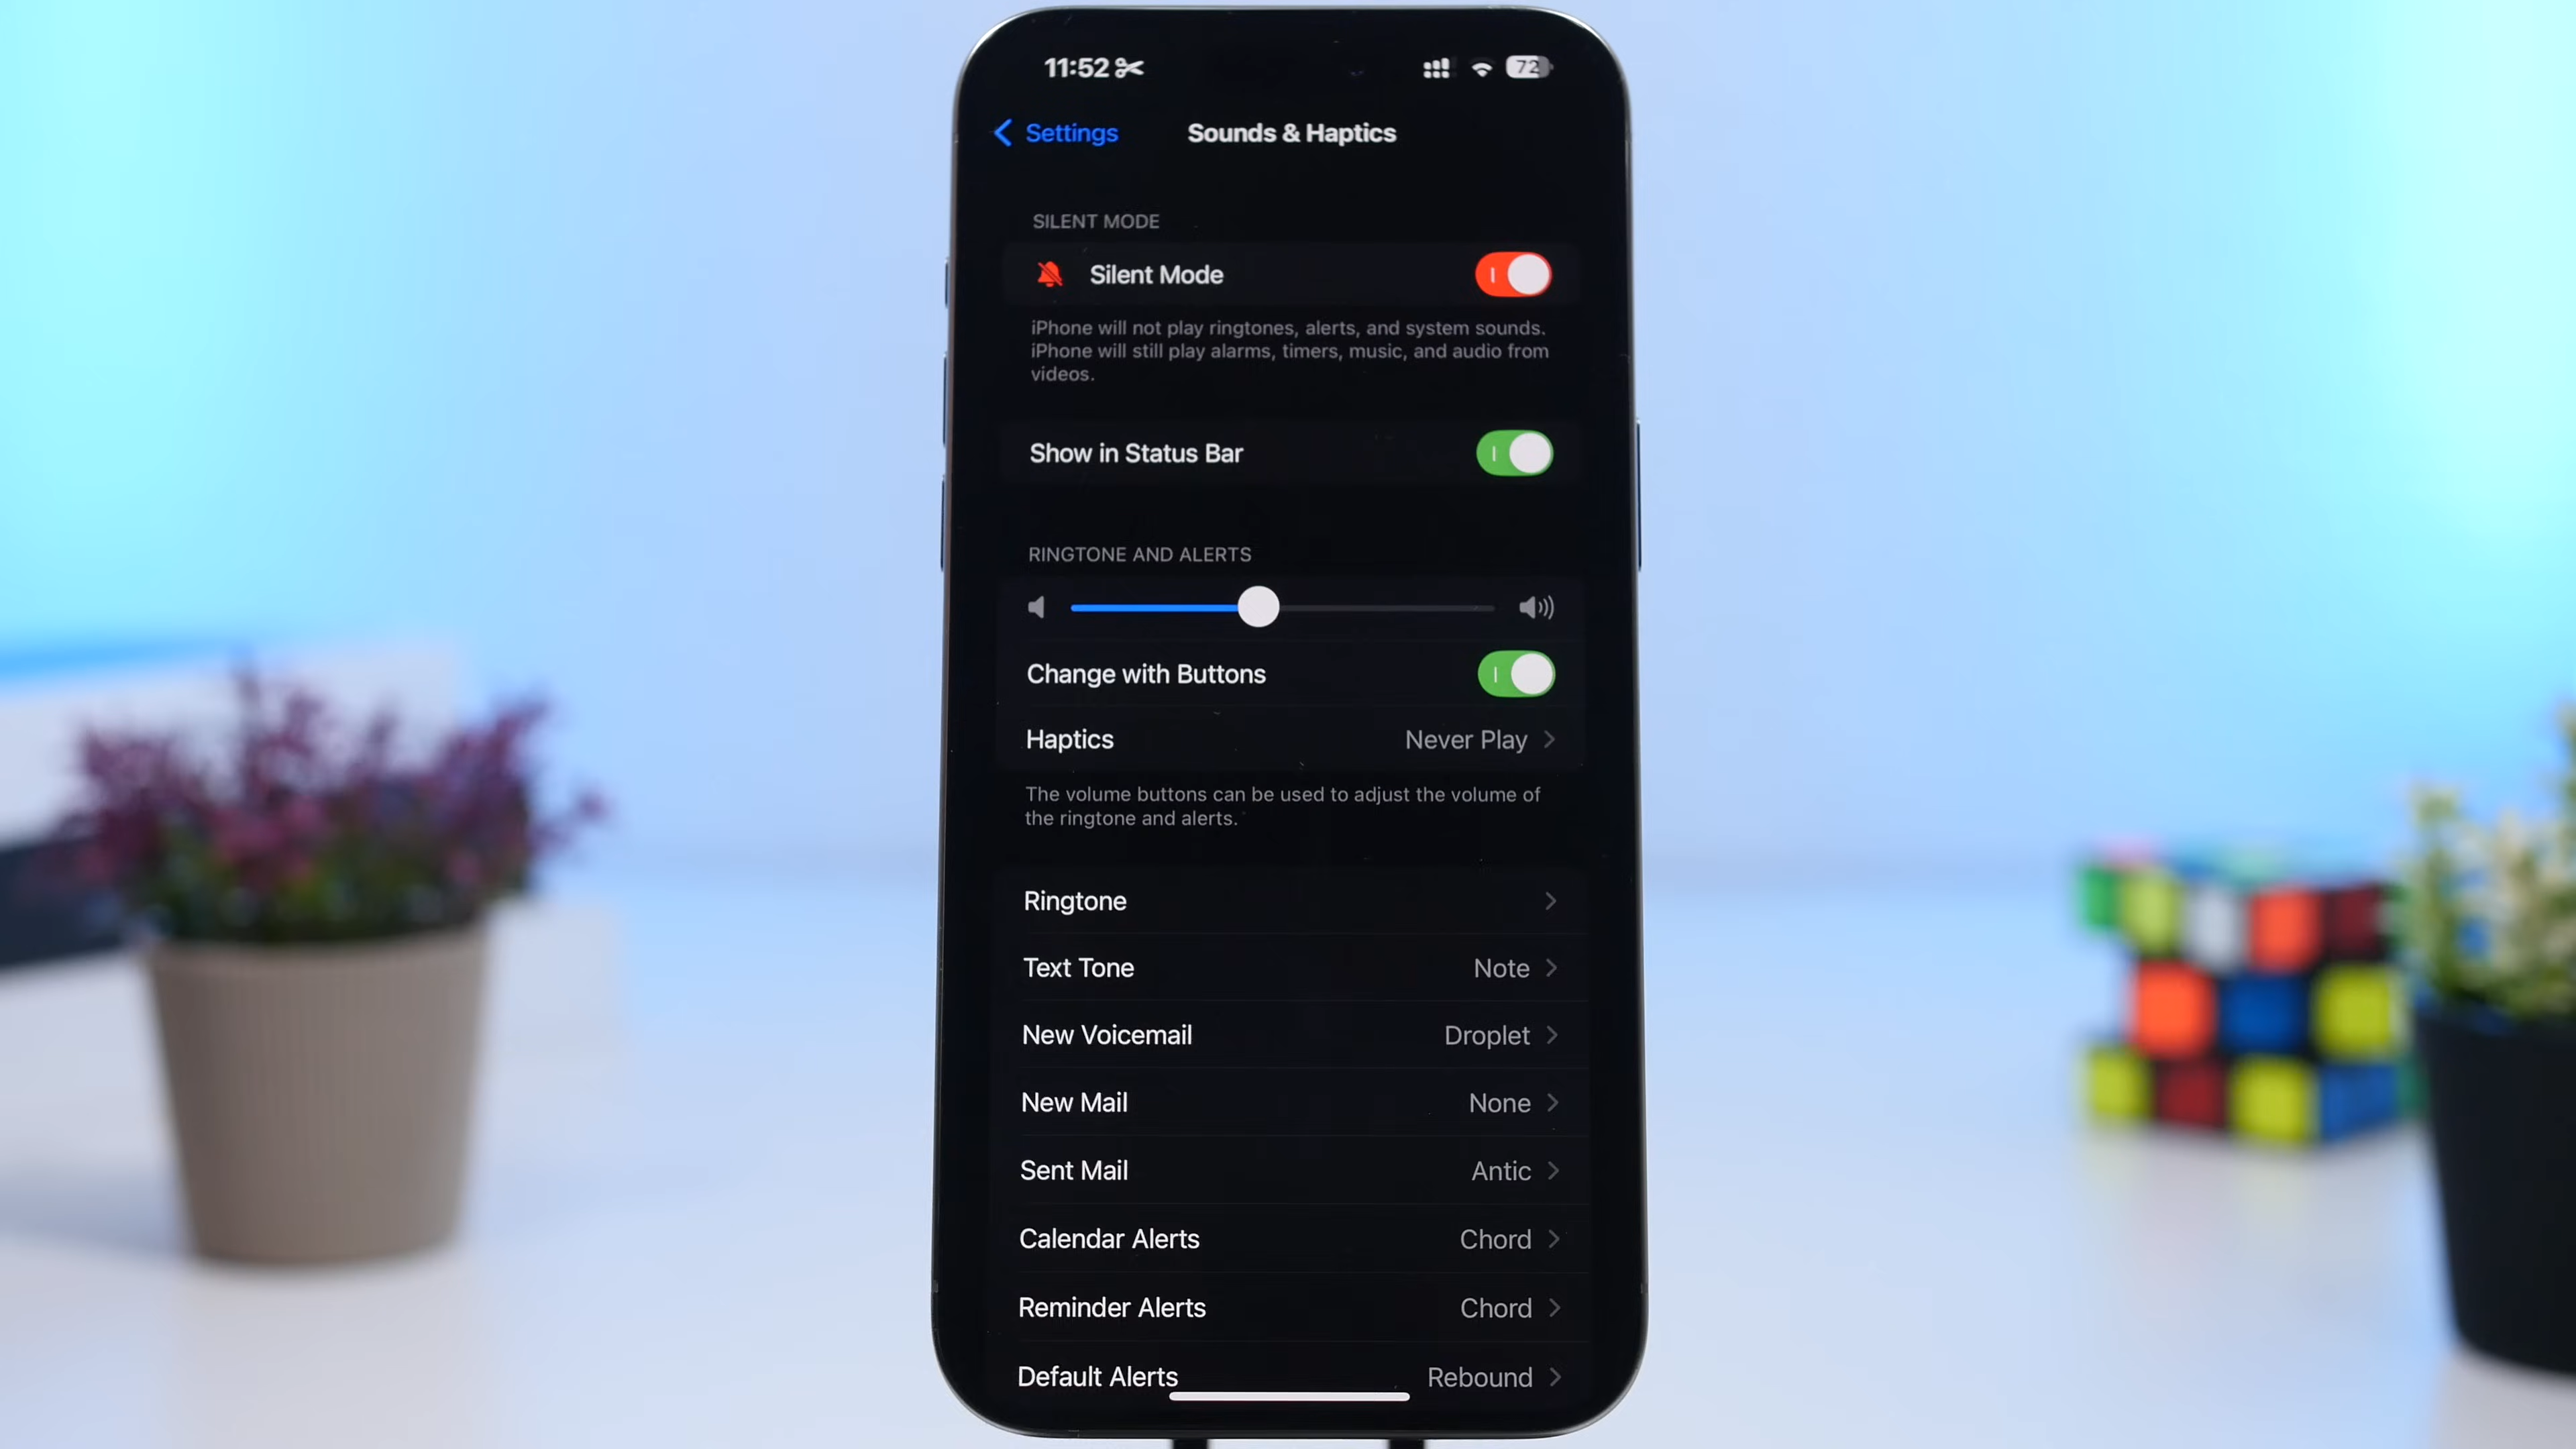 11:52
72
Settings
Sounds & Haptics
SILENT MODE
Silent Mode
iPhone will not play ringtones, alerts, and system sounds.
iPhone will still play alarms, timers, music, and audio from
videos.
Show in Status Bar
RINGTONE AND ALERTS
Change with Buttons
Haptics Never Play
The volume buttons can be used to adjust the volume of
the ringtone and alerts.
Ringtone
Text Tone Note
New Voicemail Droplet
New Mail None
Sent Mail Antic
Calendar Alerts Chord
Reminder Alerts Chord
Default Alerts Rebound